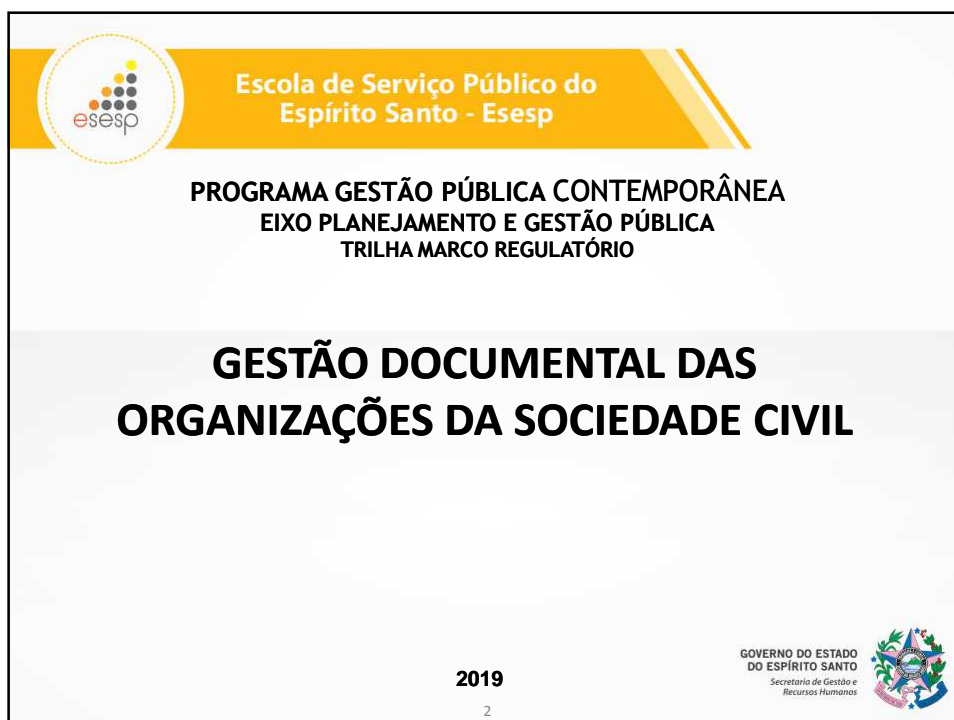 esesp
Escola de Serviço Público do
Espírito Santo - Esesp
PROGRAMA GESTÃO PÚBLICA CONTEMPORÂNEA
EIXO PLANEJAMENTO E GESTÃO PÚBLICA
TRILHA MARCO REGULATÓRIO
GESTÃO DOCUMENTAL DAS
ORGANIZAÇÕES DA SOCIEDADE CIVIL
GOVERNO DO ESTADO
DO ESPÍRITO SANTO
Secretaria de Gestão e
Recursos Humanos
2019
2